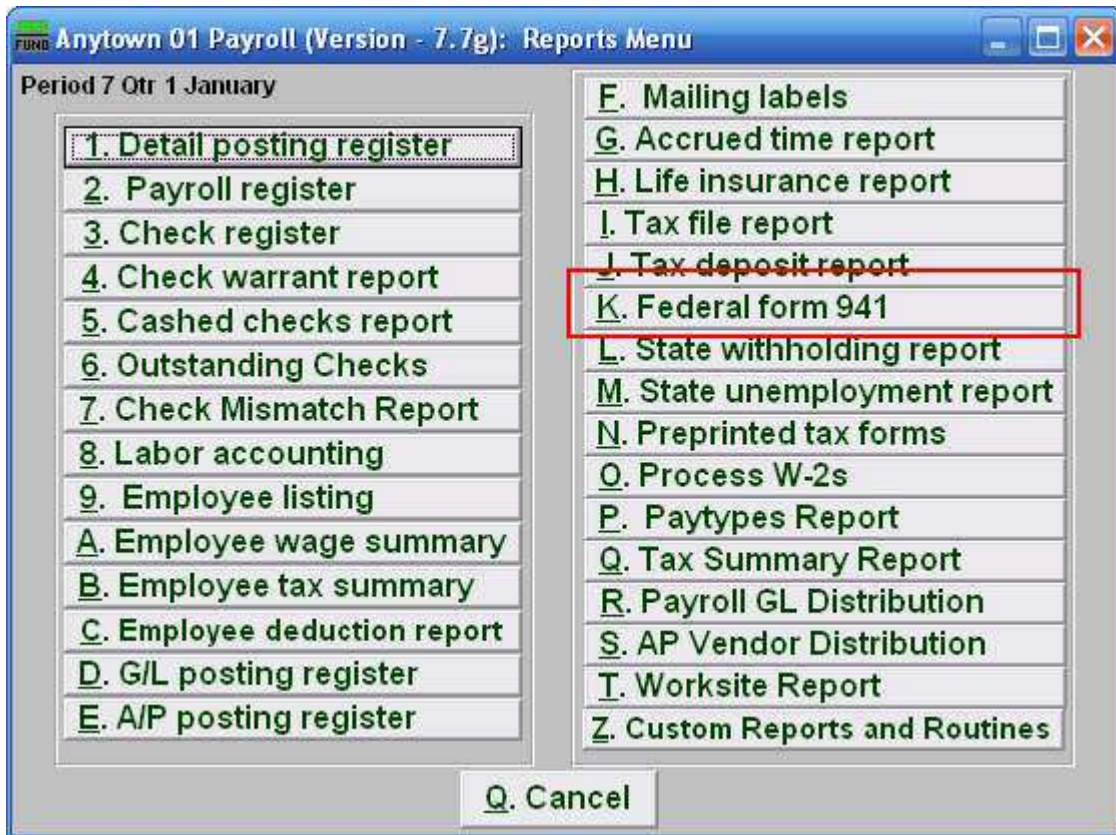 FUND Anytown 01 Payroll (Version - 7.7g): Reports Menu
Period 7 Qtr 1 January
1. Detail posting register
2. Payroll register
3. Check register
4. Check warrant report
5. Cashed checks report
6. Outstanding Checks
7. Check Mismatch Report
8. Labor accounting
9. Employee listing
A. Employee wage summary
B. Employee tax summary
C. Employee deduction report
D. G/L posting register
E. A/P posting register
F. Mailing labels
G. Accrued time report
H. Life insurance report
I. Tax file report
J. Tax deposit report
K. Federal form 941
L. State withholding report
M. State unemployment report
N. Preprinted tax forms
O. Process W-2s
P. Paytypes Report
Q. Tax Summary Report
R. Payroll GL Distribution
S. AP Vendor Distribution
T. Worksite Report
Z. Custom Reports and Routines
Q. Cancel